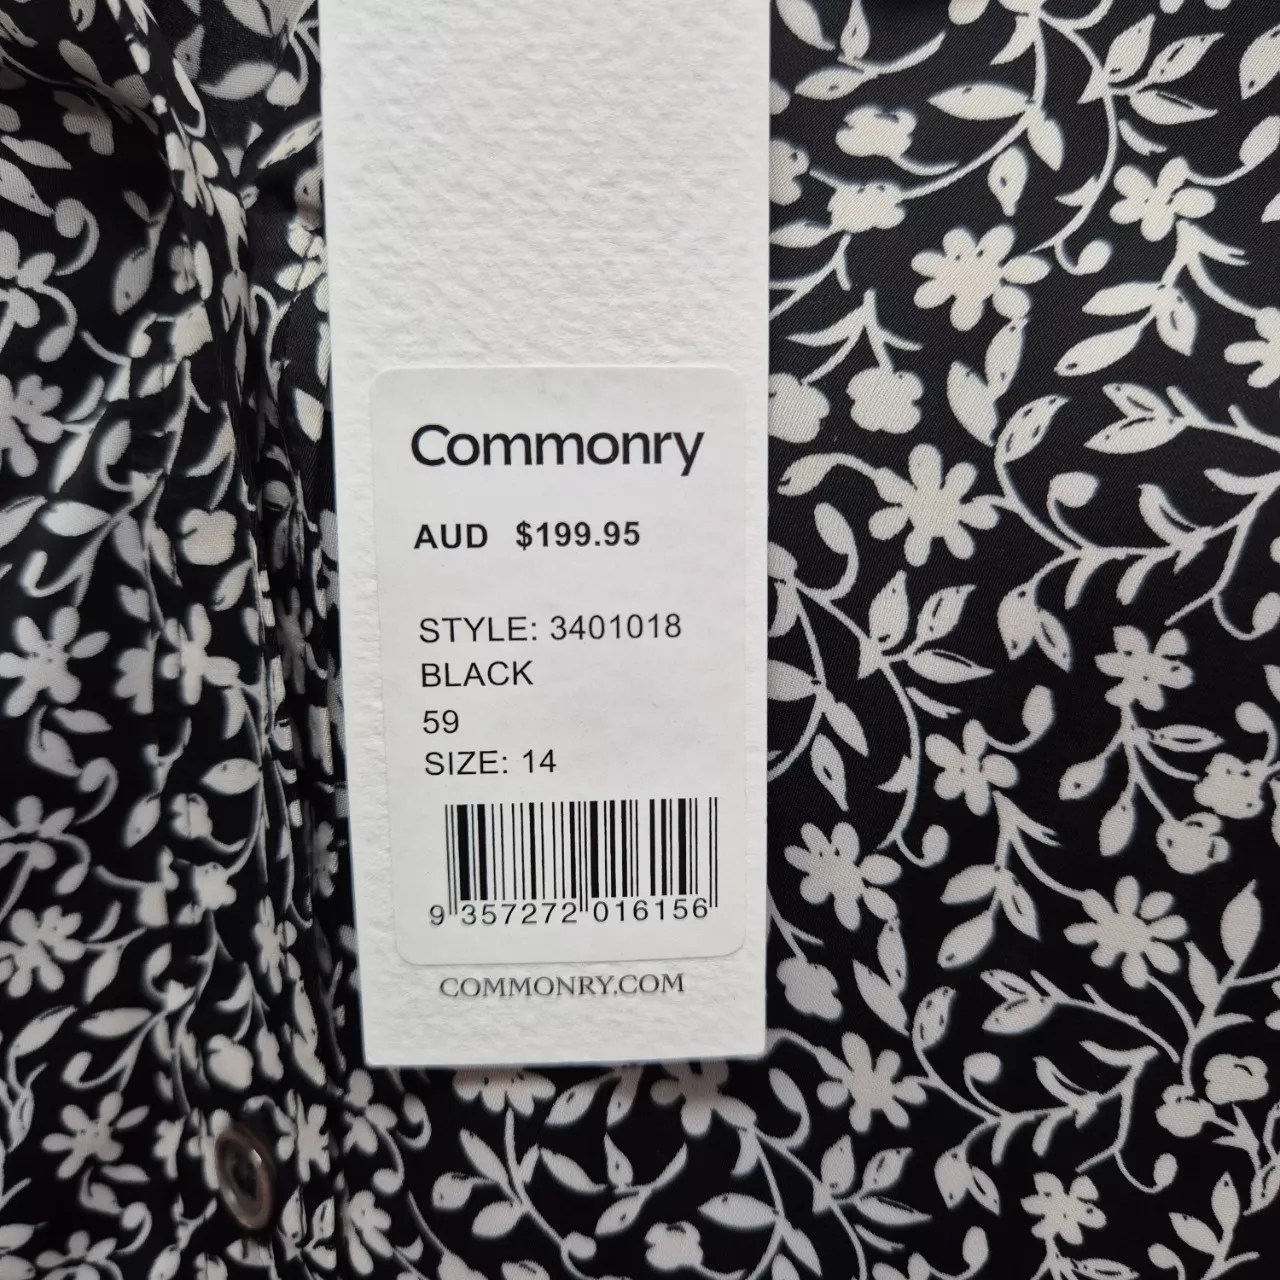 Commonry
AUD $199.95
STYLE: 3401018
BLACK
59
SIZE: 14
9 357272 016156
COMMONRY.COM